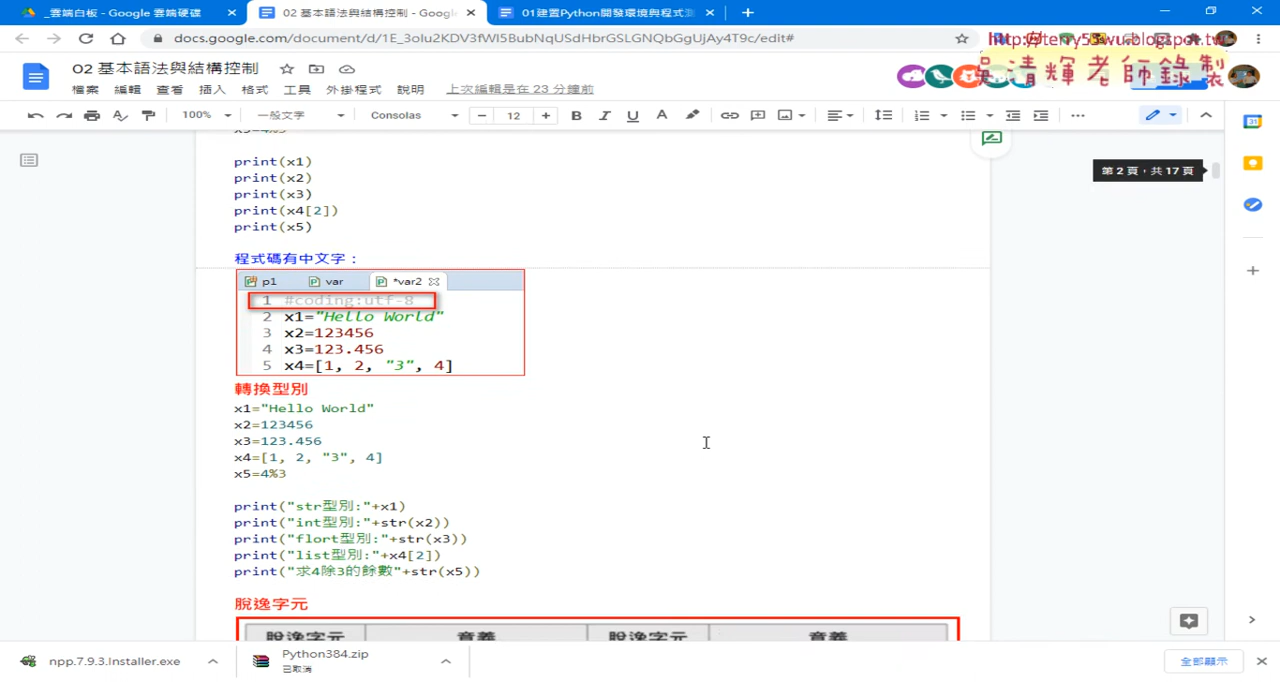 _雲端白板 - Google 雲端硬碟
02 基本語法與結構控制 - Google
01建置Python開發環境與程式
docs.google.com/document/d/1E_3olu2KDV3fWI5BubNqUSdHbrGSLGNQbGgUjAy4T9c/edit#
http://terry55wu.blogspot.tw
吳清輝老師錄製
02 基本語法與結構控制
檔案 編輯 查看 插入 格式 工具 外掛程式 說明 上次編輯是在 23 分鐘前
100% 一般文字 Consolas 12 B I U A
print(x1)
print(x2)
print(x3)
print(x4[2])
print(x5)
第 2 頁，共 17 頁
程式碼有中文字：
p1 var *var2
1 #coding:utf-8
2 x1="Hello World"
3 x2=123456
4 x3=123.456
5 x4=[1, 2, "3", 4]
轉換型別
x1="Hello World"
x2=123456
x3=123.456
x4=[1, 2, "3", 4]
x5=4%3
print("str型別:"+x1)
print("int型別:"+str(x2))
print("flort型別:"+str(x3))
print("list型別:"+x4[2])
print("求4除3的餘數"+str(x5))
脫逸字元
脫逸字元 意義 脫逸字元 意義
npp.7.9.3.Installer.exe
Python384.zip
已取消
全部顯示